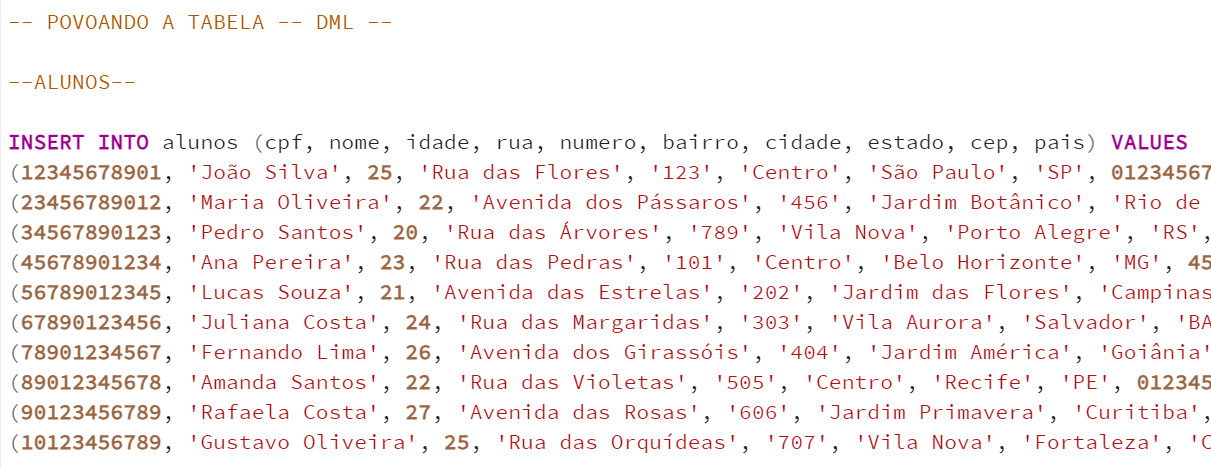 -- POVOANDO A TABELA -- DML --
--ALUNOS--
INSERT INTO alunos (cpf, nome, idade, rua, numero, bairro, cidade, estado, cep, pais) VALUES
(12345678901, 'João Silva', 25, 'Rua das Flores', '123', 'Centro', 'São Paulo', 'SP', 01234567
(23456789012, 'Maria Oliveira', 22, 'Avenida dos Pássaros', '456', 'Jardim Botânico', 'Rio de
(34567890123, 'Pedro Santos', 20, 'Rua das Árvores', '789', 'Vila Nova', 'Porto Alegre', 'RS',
(45678901234, 'Ana Pereira', 23, 'Rua das Pedras', '101', 'Centro', 'Belo Horizonte', 'MG', 45
(56789012345, 'Lucas Souza', 21, 'Avenida das Estrelas', '202', 'Jardim das Flores', 'Campinas
(67890123456, 'Juliana Costa', 24, 'Rua das Margaridas', '303', 'Vila Aurora', 'Salvador', 'BA
(78901234567, 'Fernando Lima', 26, 'Avenida dos Girassóis', '404', 'Jardim América', 'Goiânia'
(89012345678, 'Amanda Santos', 22, 'Rua das Violetas', '505', 'Centro', 'Recife', 'PE', 012345
(90123456789, 'Rafaela Costa', 27, 'Avenida das Rosas', '606', 'Jardim Primavera', 'Curitiba',
(10123456789, 'Gustavo Oliveira', 25, 'Rua das Orquídeas', '707', 'Vila Nova', 'Fortaleza', 'C